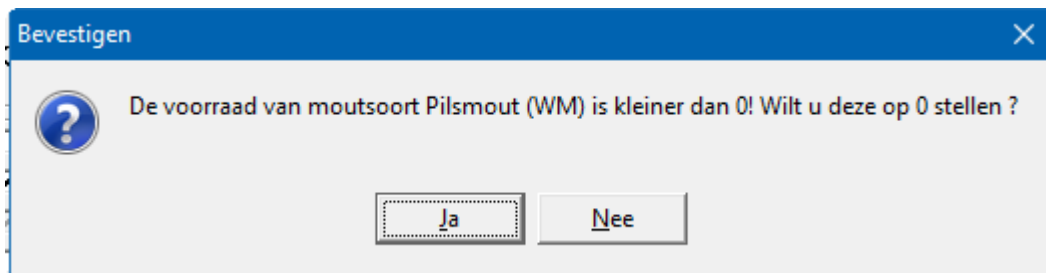 Bevestigen
De voorraad van moutsoort Pilsmout (WM) is kleiner dan 0! Wilt u deze op 0 stellen ?
Ja
Nee